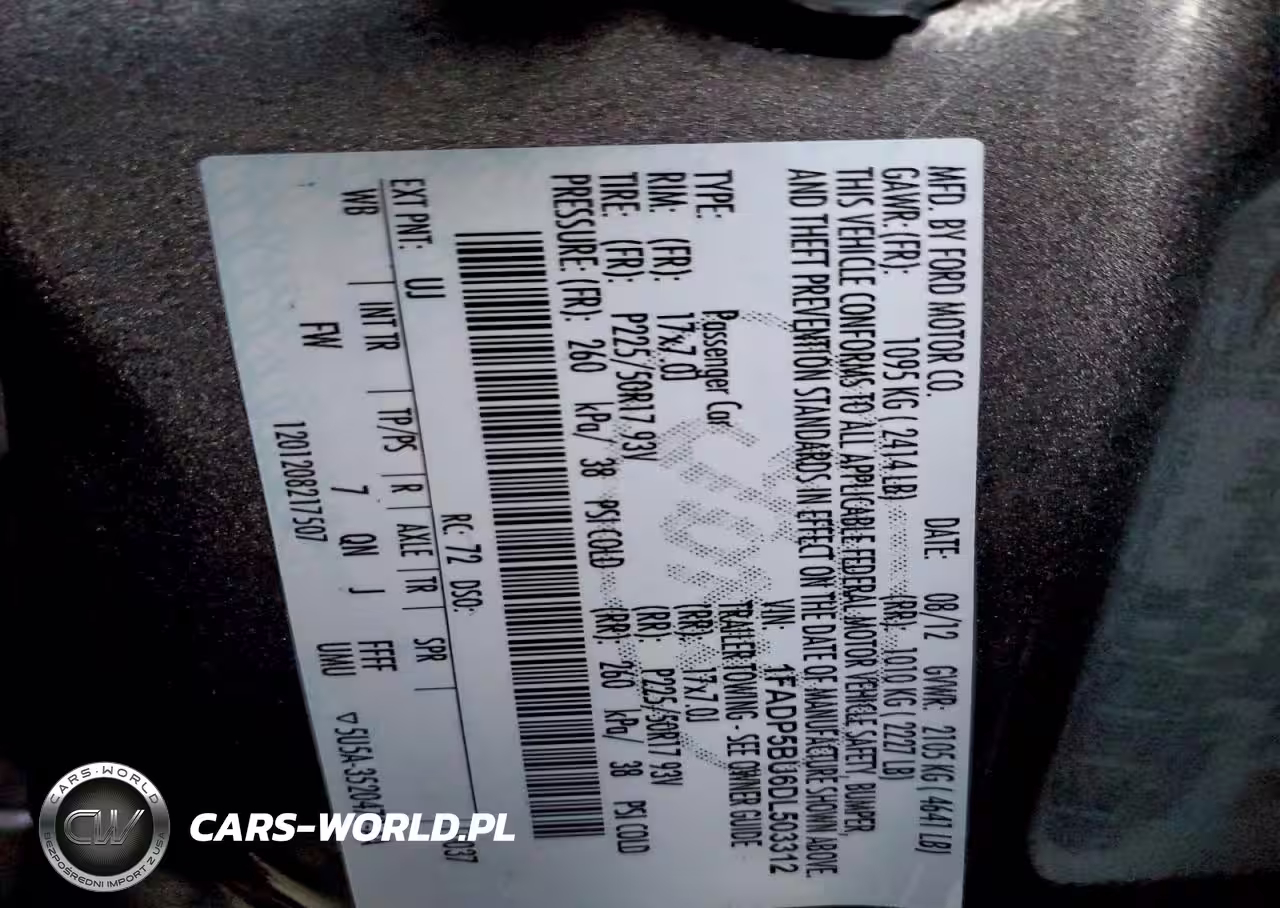 MFD. BY FORD MOTOR CO. DATE: 08/12 GVWR: 2105 KG ( 4641 LB)
GAWR: (FR): 1095 KG ( 2414 LB) (RR): 1010 KG ( 2227 LB)
THIS VEHICLE CONFORMS TO ALL APPLICABLE FEDERAL MOTOR VEHICLE SAFETY, BUMPER,
AND THEFT PREVENTION STANDARDS IN EFFECT ON THE DATE OF MANUFACTURE SHOWN ABOVE.
VIN: 1FADP5BU6DL503312
TYPE: Passenger Car TRAILER TOWING - SEE OWNER GUIDE
RIM: (FR): 17x7.0J (RR): 17x7.0J
TIRE: (FR): P225/50R17 93V (RR): P225/50R17 93V
PRESSURE: (FR): 260 kPa/ 38 PSI COLD (RR): 260 kPa/ 38 PSI COLD
EXT PNT: UJ RC: 72 DSO:
WB INT TR TP/PS R AXLE TR SPR
FW 7 QN J FFFF
UMU
1201208217507
CARS-WORLD
CW
BEZPOŚREDNI IMPORT Z USA
CARS-WORLD.PL